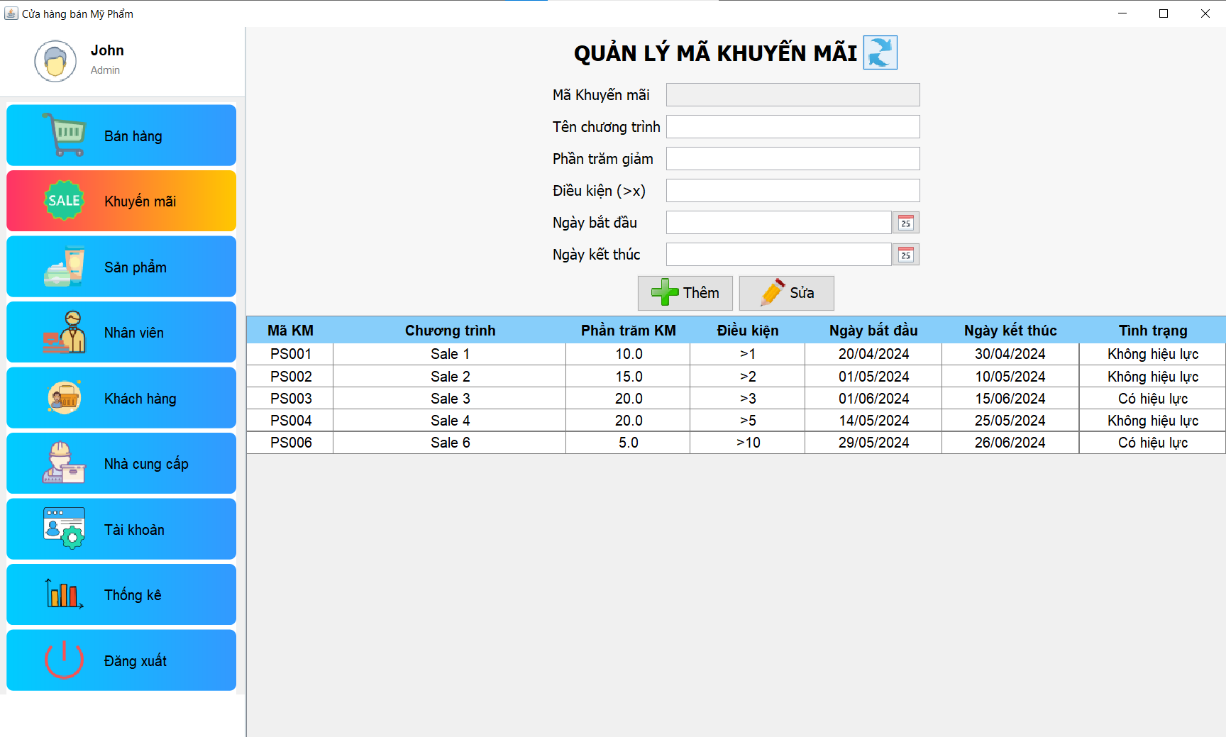 Cửa hàng bán Mỹ Phẩm
John
Admin
Bán hàng
SALE
Khuyến mãi
Sản phẩm
Nhân viên
Khách hàng
Nhà cung cấp
Tài khoản
Thống kê
Đăng xuất
QUẢN LÝ MÃ KHUYẾN MÃI
Mã Khuyến mãi
Tên chương trình
Phần trăm giảm
Điều kiện (>x)
Ngày bắt đầu
25
Ngày kết thúc
25
Thêm Sửa
Mã KM Chương trình Phần trăm KM Điều kiện Ngày bắt đầu Ngày kết thúc Tình trạng
PS001 Sale 1 10.0 >1 20/04/2024 30/04/2024 Không hiệu lực
PS002 Sale 2 15.0 >2 01/05/2024 10/05/2024 Không hiệu lực
PS003 Sale 3 20.0 >3 01/06/2024 15/06/2024 Có hiệu lực
PS004 Sale 4 20.0 >5 14/05/2024 25/05/2024 Không hiệu lực
PS006 Sale 6 5.0 >10 29/05/2024 26/06/2024 Có hiệu lực